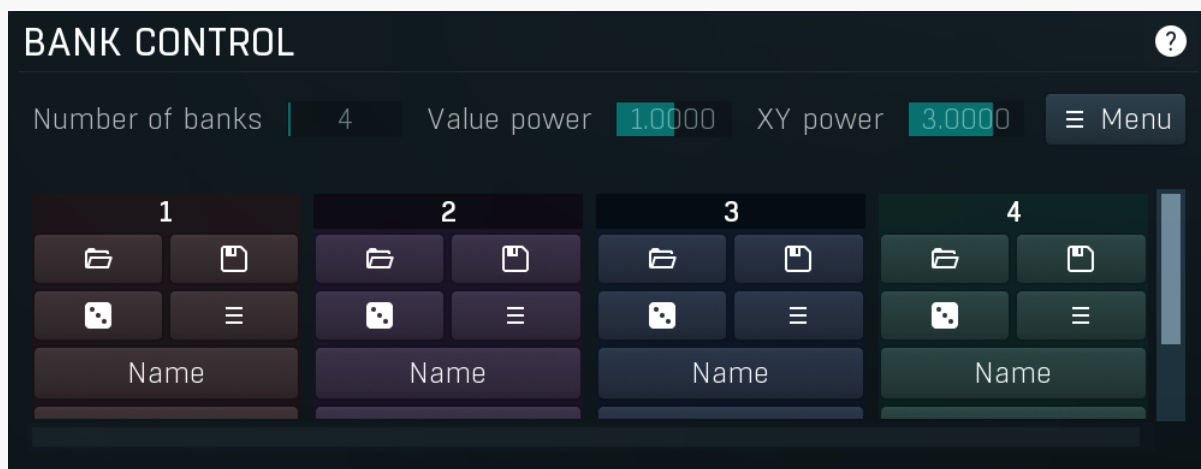 BANK CONTROL ?
Number of banks 4 Value power 1.0000 XY power 3.0000 Menu
1 2 3 4
Name Name Name Name